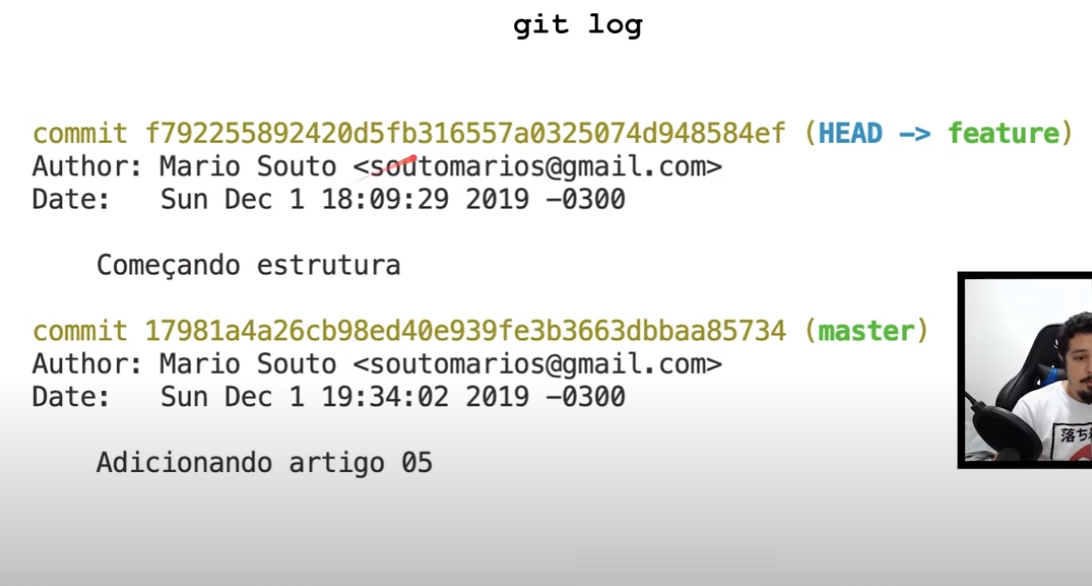 git log
commit f792255892420d5fb316557a0325074d948584ef (HEAD -> feature)
Author: Mario Souto <soutomarios@gmail.com>
Date:   Sun Dec 1 18:09:29 2019 -0300
Começando estrutura
commit 17981a4a26cb98ed40e939fe3b3663dbbaa85734 (master)
Author: Mario Souto <soutomarios@gmail.com>
Date:   Sun Dec 1 19:34:02 2019 -0300
Adicionando artigo 05
落ち